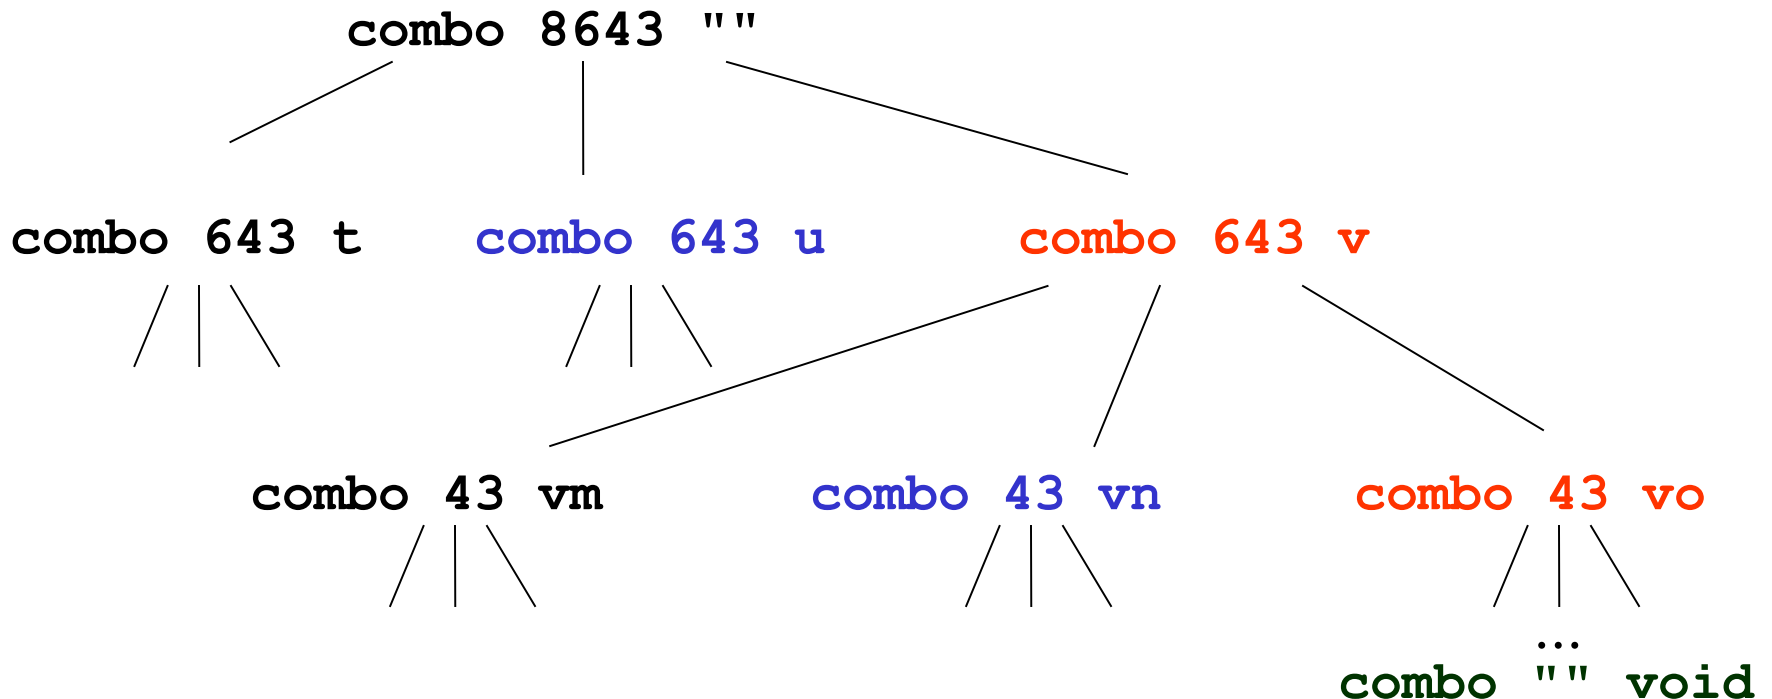 combo 8643 ""
combo 643 t combo 643 u combo 643 v
combo 43 vm combo 43 vn combo 43 vo
...
combo "" void